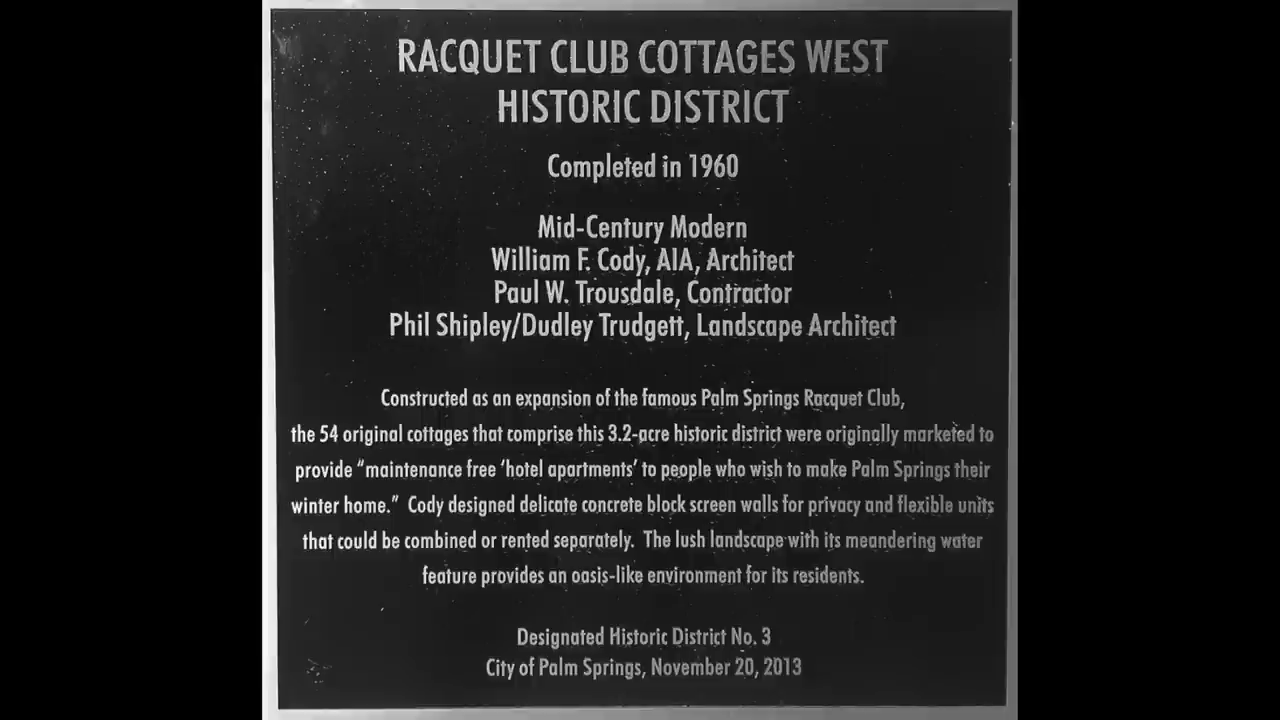 RACQUET CLUB COTTAGES WEST
HISTORIC DISTRICT
Completed in 1960
Mid-Century Modern
William F. Cody, AIA, Architect
Paul W. Trousdale, Contractor
Phil Shipley/Dudley Trudgett, Landscape Architect
Constructed as an expansion of the famous Palm Springs Racquet Club,
the 54 original cottages that comprise this 3.2-acre historic district were originally marketed to
provide “maintenance free ‘hotel apartments’ to people who wish to make Palm Springs their
winter home.” Cody designed delicate concrete block screen walls for privacy and flexible units
that could be combined or rented separately. The lush landscape with its meandering water
feature provides an oasis-like environment for its residents.
Designated Historic District No. 3
City of Palm Springs, November 20, 2013